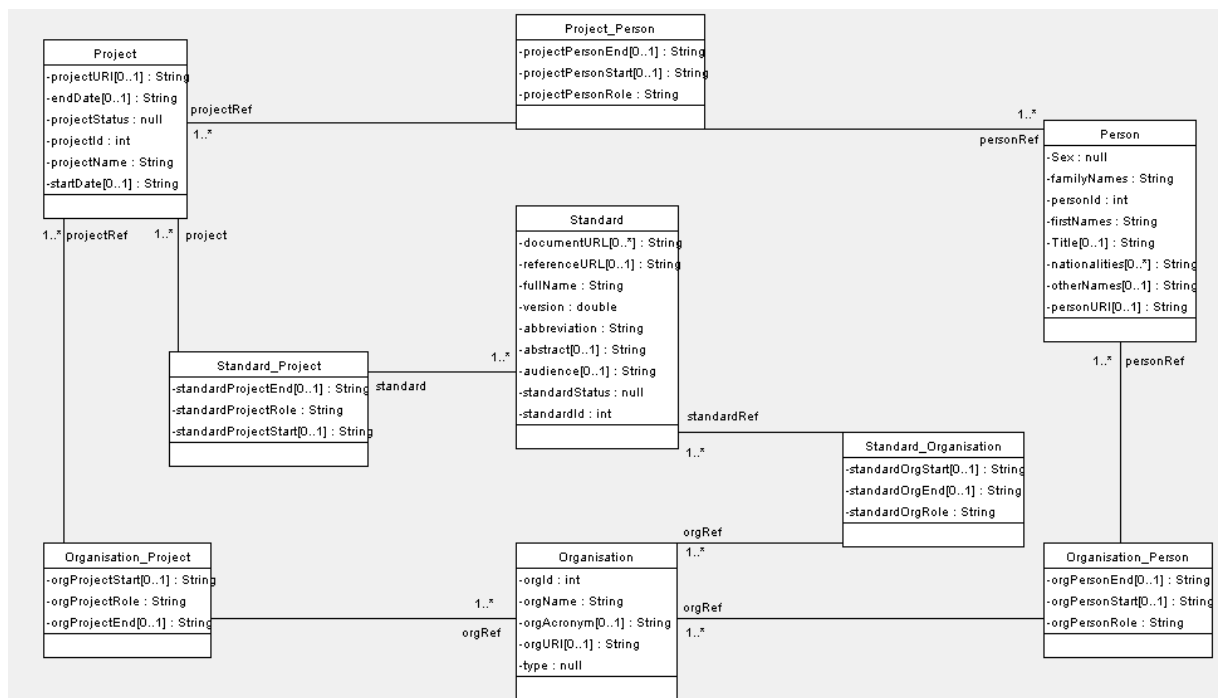 Project
-projectURI[0..1] : String
-endDate[0..1] : String
-projectStatus : null
-projectId : int
-projectName : String
-startDate[0..1] : String
Project_Person
-projectPersonEnd[0..1] : String
-projectPersonStart[0..1] : String
-projectPersonRole : String
projectRef
1..*
1..*
personRef
Person
-Sex : null
-familyNames : String
-personId : int
-firstNames : String
-Title[0..1] : String
-nationalities[0..*] : String
-otherNames[0..1] : String
-personURI[0..1] : String
1..* projectRef
1..* project
Standard
-documentURL[0..*] : String
-referenceURL[0..1] : String
-fullName : String
-version : double
-abbreviation : String
-abstract[0..1] : String
-audience[0..1] : String
-standardStatus : null
-standardId : int
Standard_Project
-standardProjectEnd[0..1] : String
-standardProjectRole : String
-standardProjectStart[0..1] : String
1..*
standard
1..* personRef
standardRef
1..*
Standard_Organisation
-standardOrgStart[0..1] : String
-standardOrgEnd[0..1] : String
-standardOrgRole : String
orgRef
1..*
Organisation_Project
-orgProjectStart[0..1] : String
-orgProjectRole : String
-orgProjectEnd[0..1] : String
1..*
orgRef
Organisation
-orgId : int
-orgName : String
-orgAcronym[0..1] : String
-orgURI[0..1] : String
-type : null
orgRef
1..*
Organisation_Person
-orgPersonEnd[0..1] : String
-orgPersonStart[0..1] : String
-orgPersonRole : String